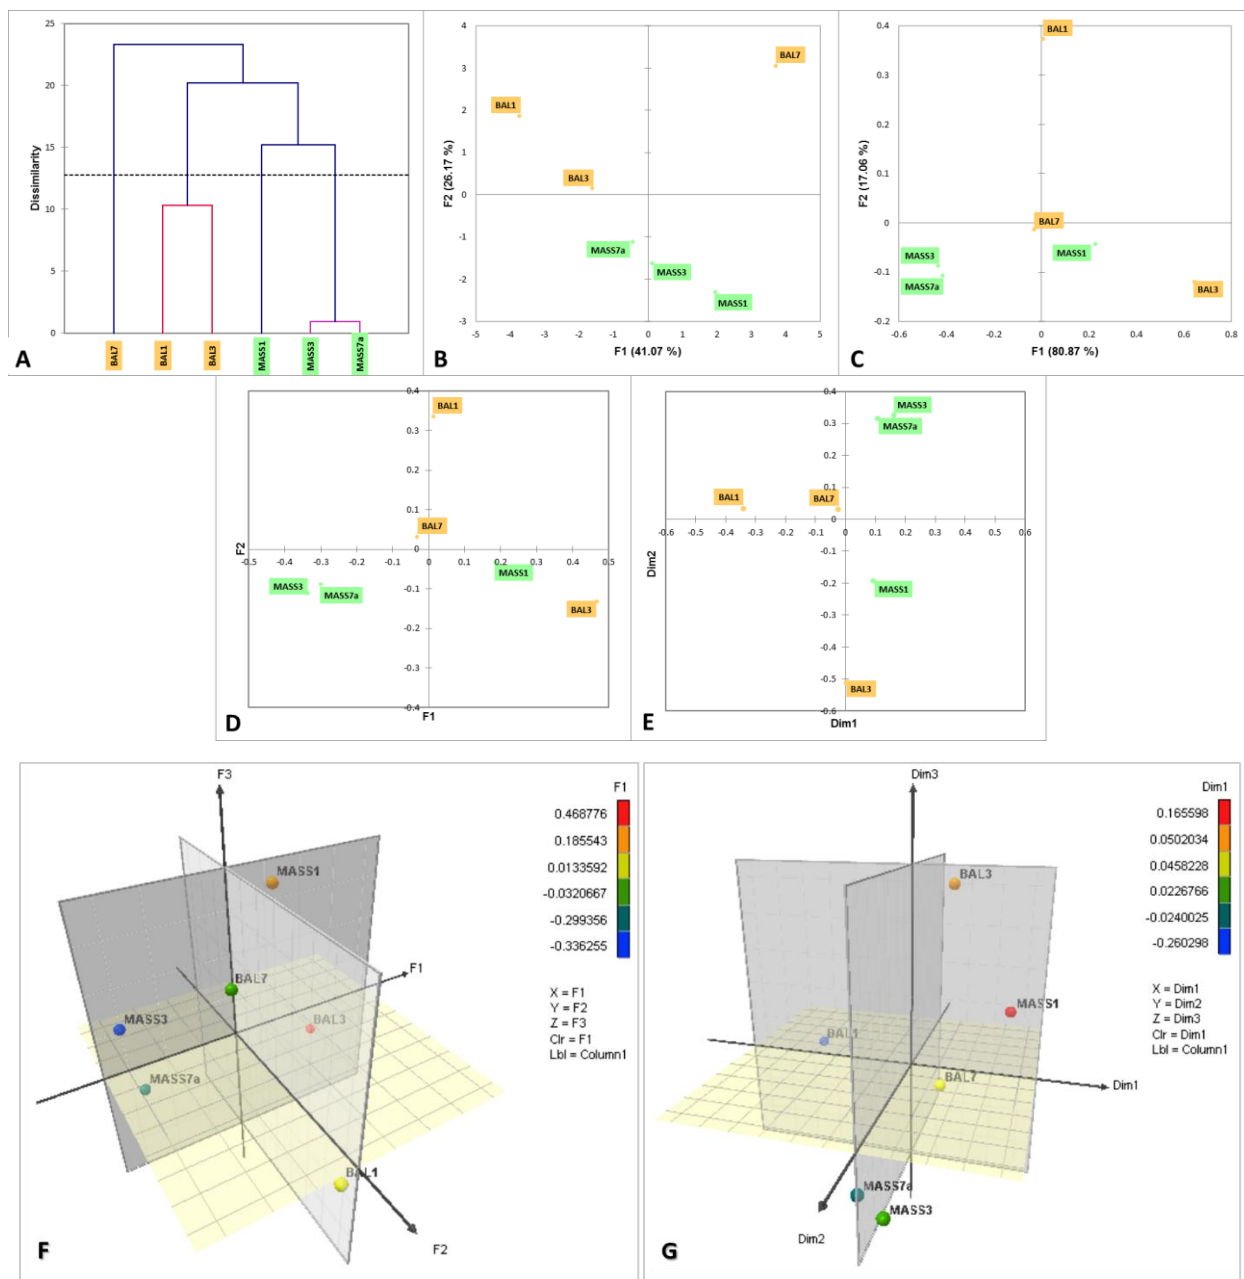 25
20
15
10
5
0
Dissimilarity
BAL7
BAL1
BAL3
MASS1
MASS3
MASS7a
A
4
3
2
1
0
-1
-2
-3
F2 (26.17 %)
BAL7
BAL1
BAL3
MASS7a
MASS3
MASS1
-5 -4 -3 -2 -1 0 1 2 3 4 5
F1 (41.07 %)
B
0.4
0.3
0.2
0.1
0
-0.1
-0.2
F2 (17.06 %)
BAL1
BAL7
MASS1
MASS3
MASS7a
BAL3
-0.6 -0.4 -0.2 0 0.2 0.4 0.6
F1 (80.87 %)
C
0.4
0.3
0.2
0.1
0
-0.1
-0.2
-0.3
-0.4
F2
-0.5 -0.4 -0.3 -0.2 -0.1 0 0.1 0.2 0.3 0.4 0.5
BAL1
BAL7
MASS1
MASS3
MASS7a
BAL3
F1
D
0.4
0.3
0.2
0.1
0
-0.1
-0.2
-0.3
-0.4
-0.5
-0.6
Dim2
-0.6 -0.5 -0.4 -0.3 -0.2 -0.1 0 0.1 0.2 0.3 0.4 0.5 0.6
MASS3
MASS7a
BAL1
BAL7
MASS1
BAL3
Dim1
E
F3
MASS1
F1
BAL7
MASS3
BAL3
MASS7a
BAL1
F2
F1
0.468776
0.185543
0.0133592
-0.0320667
-0.299356
-0.336255
X = F1
Y = F2
Z = F3
Clr = F1
Lbl = Column1
F
Dim3
BAL3
MASS1
BAL1
BAL7
Dim1
MASS7a
MASS3
Dim2
Dim1
0.165598
0.0502034
0.0458228
0.0226766
-0.0240025
-0.260298
X = Dim1
Y = Dim2
Z = Dim3
Clr = Dim1
Lbl = Column1
G